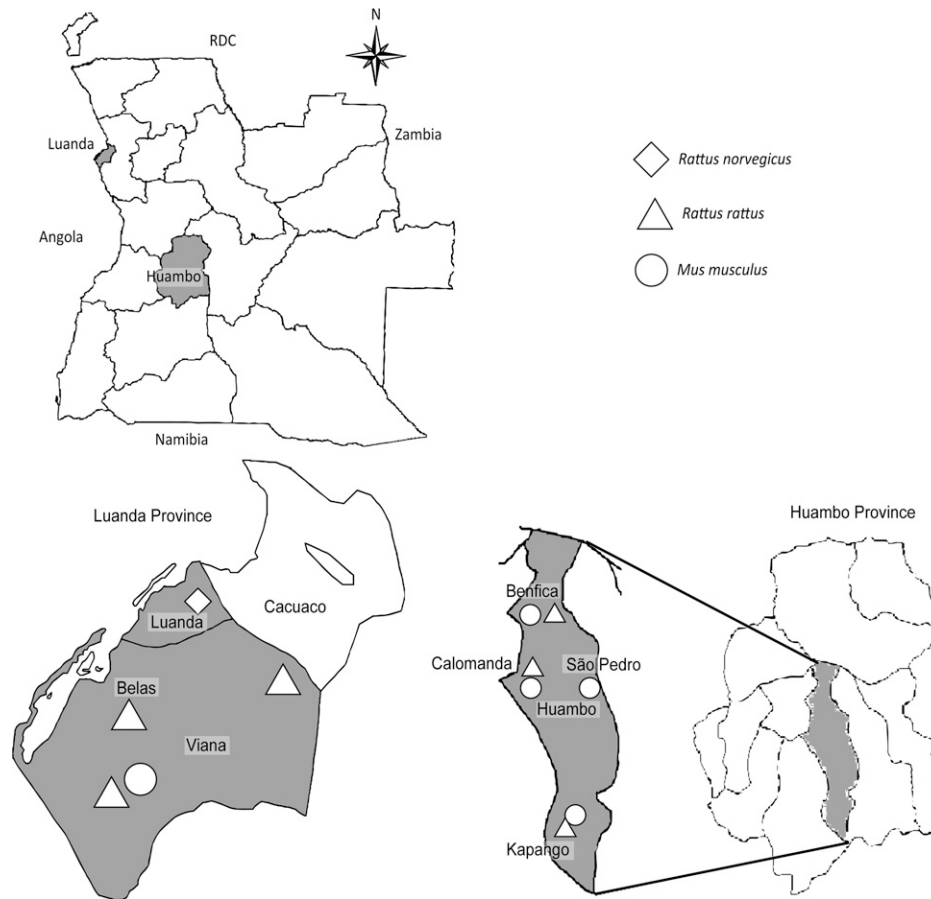 N
RDC
Luanda
Zambia
Angola
Huambo
Namibia
Rattus norvegicus
Rattus rattus
Mus musculus
Luanda Province
Cacuaco
Luanda
Belas
Viana
Huambo Province
Benfica
Calomanda
São Pedro
Huambo
Kapango